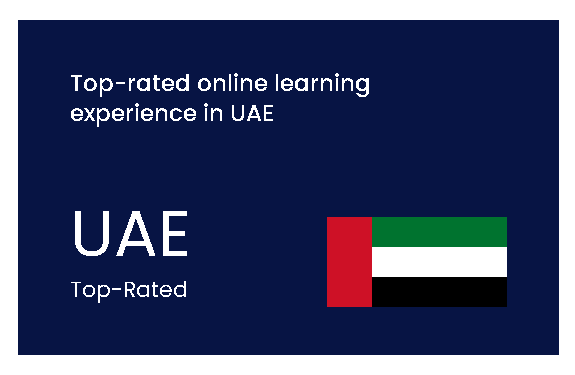 Top-rated online learning
experience in UAE
UAE
Top-Rated